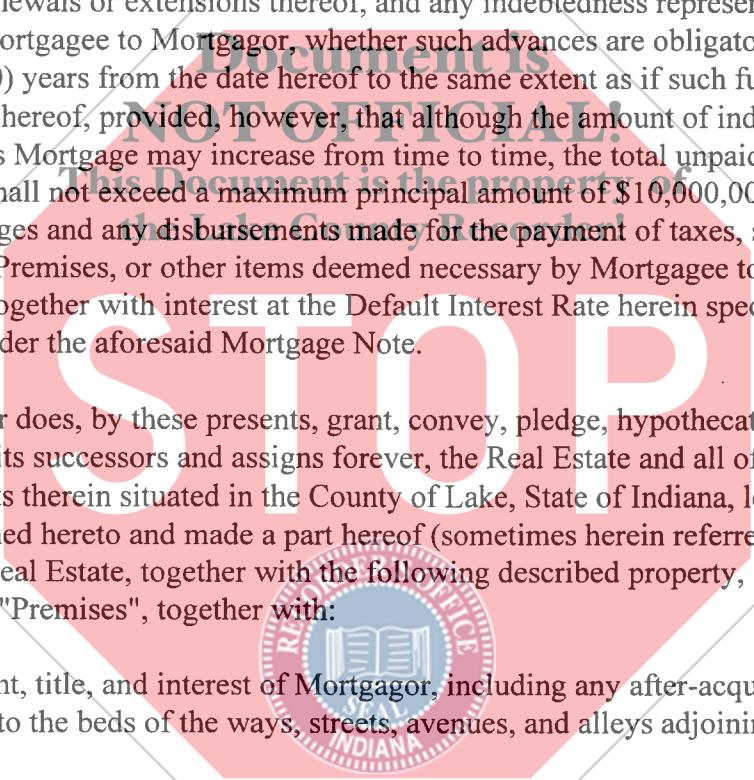 newals or extensions thereof, and any indebtedness represen
ortgagee to Mortgagor, whether such advances are obligato
0) years from the date hereof to the same extent as if such fu
hereof, provided, however, that although the amount of ind
s Mortgage may increase from time to time, the total unpaid
hall not exceed a maximum principal amount of $10,000,00
ges and any disbursements made for the payment of taxes,
Premises, or other items deemed necessary by Mortgagee to
ogether with interest at the Default Interest Rate herein spec
der the aforesaid Mortgage Note.
r does, by these presents, grant, convey, pledge, hypothecat
its successors and assigns forever, the Real Estate and all of
s therein situated in the County of Lake, State of Indiana, l
ned hereto and made a part hereof (sometimes herein referre
eal Estate, together with the following described property,
"Premises", together with:
ht, title, and interest of Mortgagor, including any after-acqu
to the beds of the ways, streets, avenues, and alleys adjoini
Document is
NOT OFFICIAL!
This Document is the property of
the Lake County Recorder!
STOP
RECORDER'S OFFICE
SEAL
INDIANA